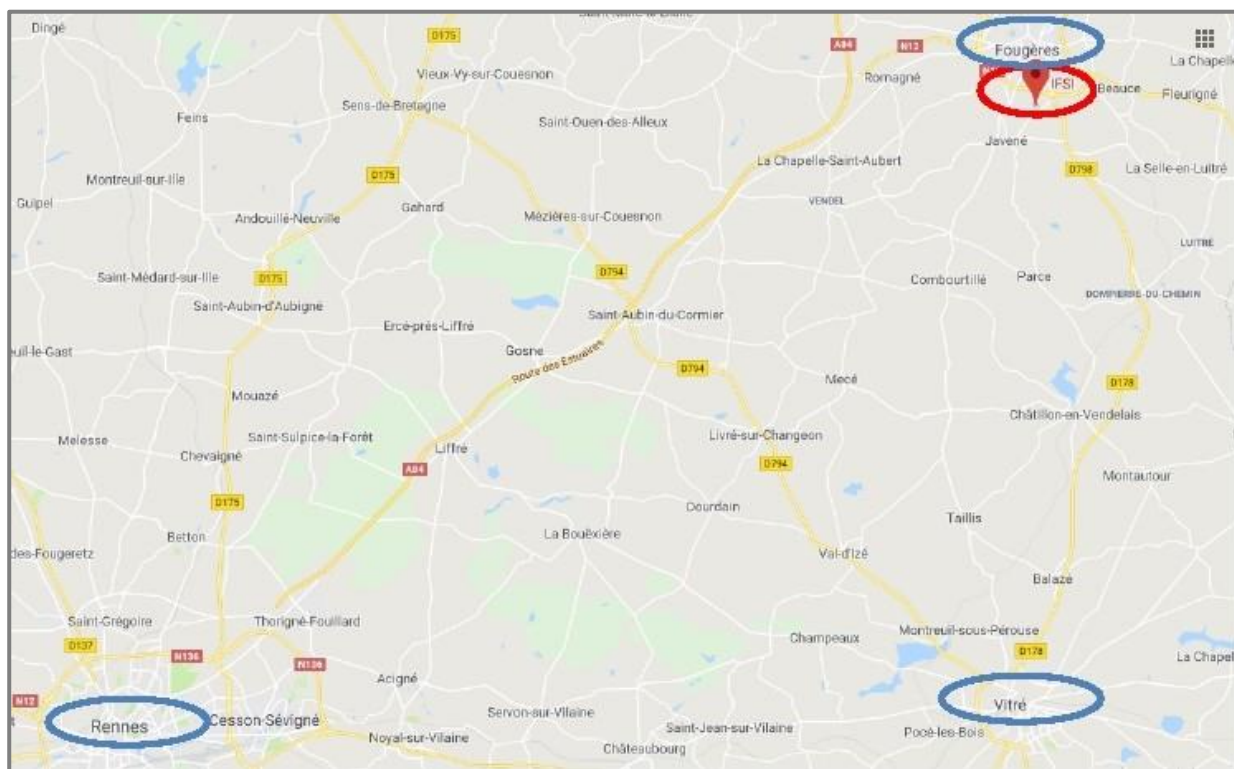 Dingé
D175
A84
N12
Fougères
La Chapelle
Vieux-Vy-sur-Couesnon
Romagné
IFSI
Beauce
Fleurigné
Sens-de-Bretagne
Feins
Saint-Ouen-des-Alleux
Javené
La Chapelle-Saint-Aubert
D798
La Selle-en-Luitré
Montreuil-sur-Ille
D175
Guipel
Gahard
VENDEL
Andouillé-Neuville
Mézières-sur-Couesnon
LUITRÉ
Saint-Médard-sur-Ille
D175
D794
Combourtillé
Parce
DOMPIERRE-DU-CHEMIN
Saint-Aubin-d'Aubigné
Saint-Aubin-du-Cormier
Ercé-près-Liffré
euil-le-Gast
Gosne
Route des Estuaires
D794
Mecé
D178
Mouazé
Châtillon-en-Vendelais
Melesse
Saint-Sulpice-la-Forêt
Liffré
Livré-sur-Changeon
Chevaigné
A84
D794
Montautour
D175
Dourdain
Taillis
Betton
La Bouëxière
des-Fougeretz
Val-d'Izé
Balazé
Saint-Grégoire
Thorigné-Fouillard
Champeaux
Montreuil-sous-Pérouse
D137
N136
N136
D178
La Chapel
Acigné
N12
Rennes
Cesson-Sévigné
Servon-sur-Vilaine
Vitré
Noyal-sur-Vilaine
Saint-Jean-sur-Vilaine
Pocé-les-Bois
Châteaubourg